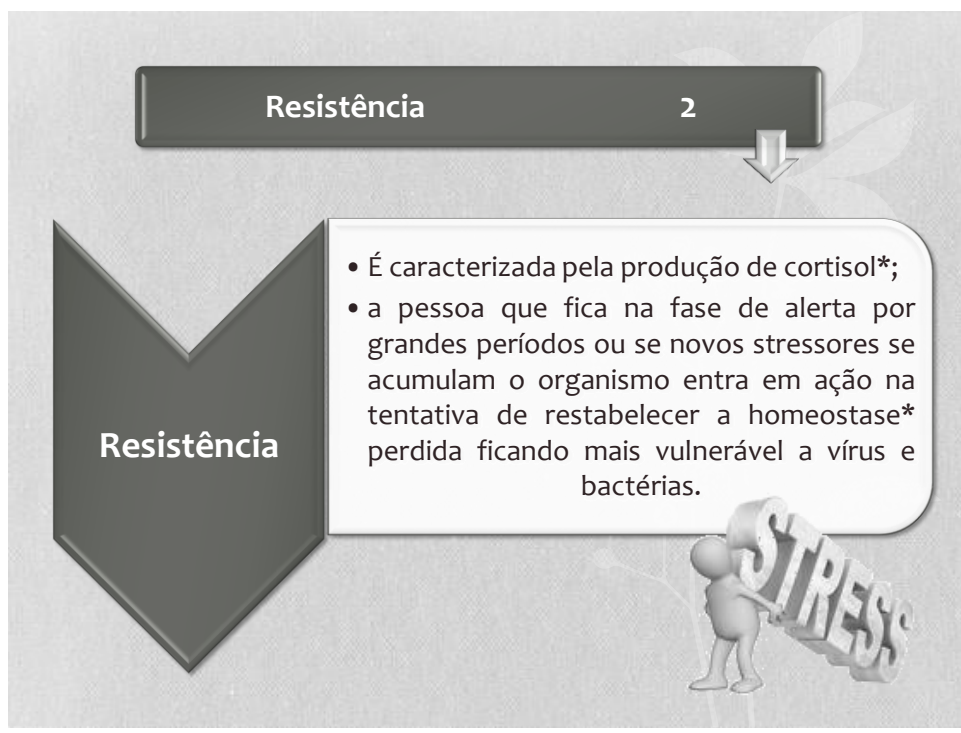 Resistência 2
• É caracterizada pela produção de cortisol*;
• a pessoa que fica na fase de alerta por
grandes períodos ou se novos stressores se
acumulam o organismo entra em ação na
tentativa de restabelecer a homeostase*
perdida ficando mais vulnerável a vírus e
bactérias.
Resistência
STRESS